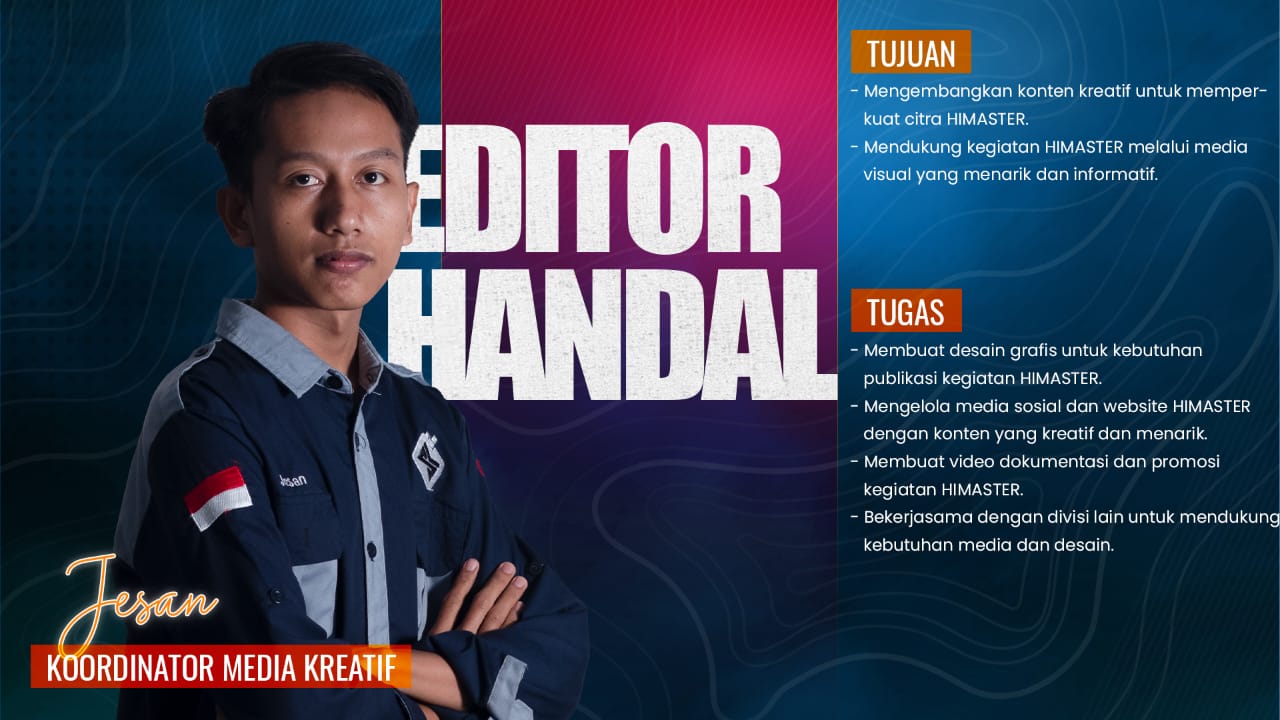 EDITOR
HANDAL
Jesan
Jesan
KOORDINATOR MEDIA KREATIF
TUJUAN
- Mengembangkan konten kreatif untuk memper-
kuat citra HIMASTER.
- Mendukung kegiatan HIMASTER melalui media
visual yang menarik dan informatif.
TUGAS
- Membuat desain grafis untuk kebutuhan
publikasi kegiatan HIMASTER.
- Mengelola media sosial dan website HIMASTER
dengan konten yang kreatif dan menarik.
- Membuat video dokumentasi dan promosi
kegiatan HIMASTER.
- Bekerjasama dengan divisi lain untuk mendukung
kebutuhan media dan desain.